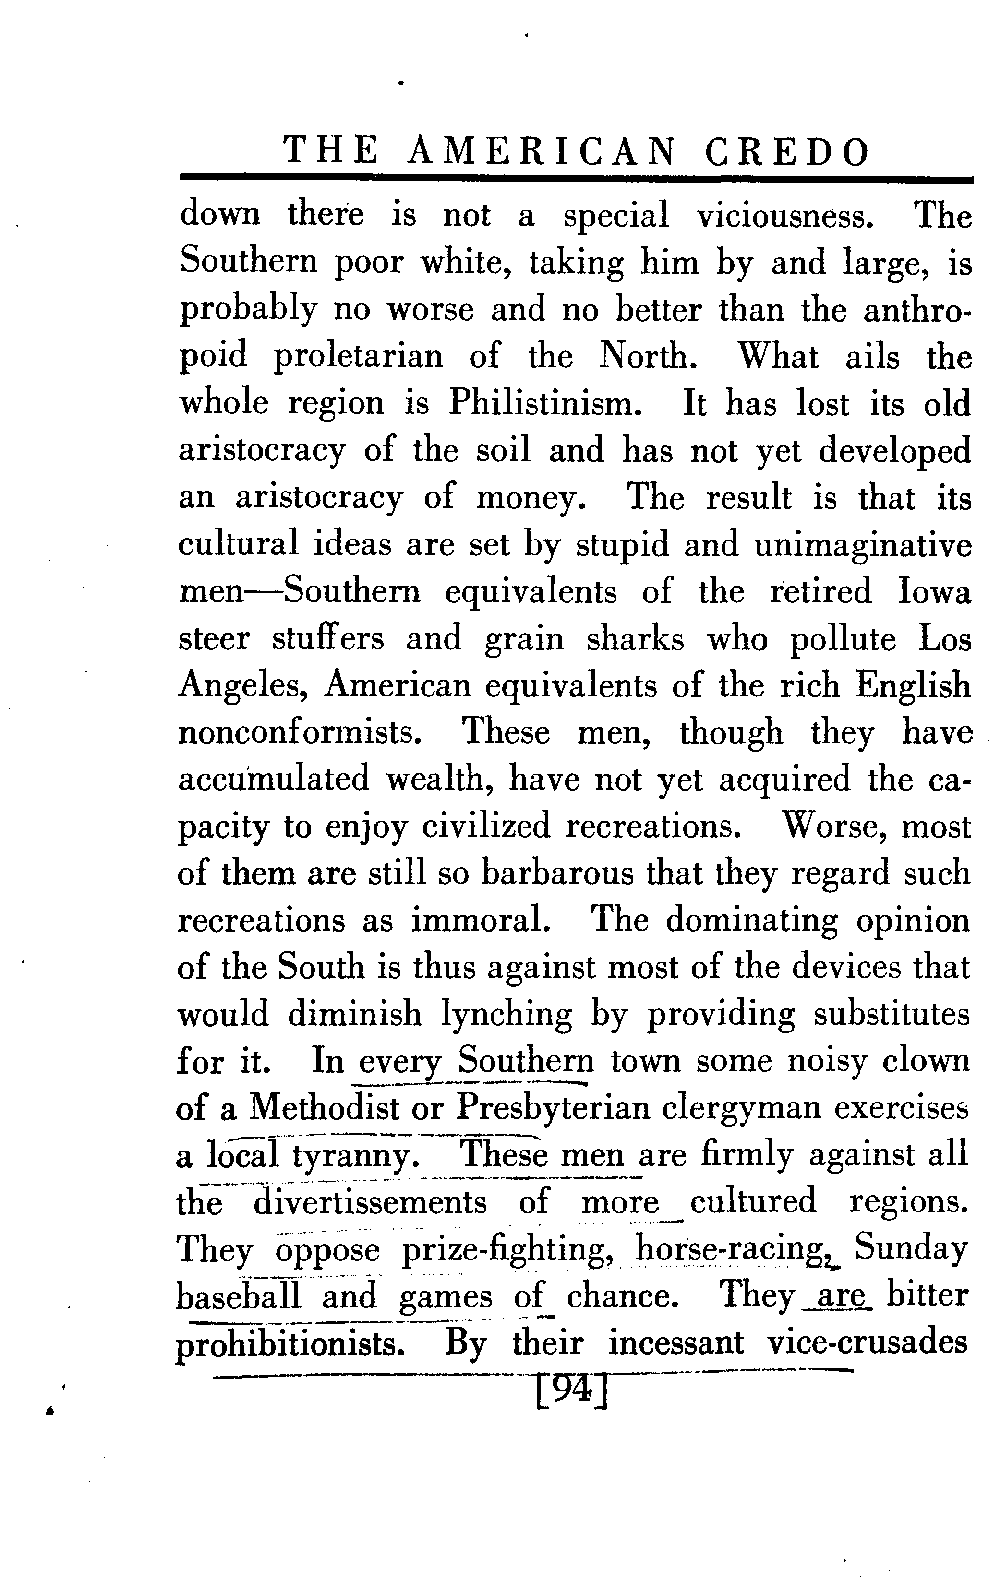 THE AMERICAN CREDO
down there is not a special viciousness. The
Southern poor white, taking him by and large, is
probably no worse and no better than the anthro-
poid proletarian of the North. What ails the
whole region is Philistinism. It has lost its old
aristocracy of the soil and has not yet developed
an aristocracy of money. The result is that its
cultural ideas are set by stupid and unimaginative
men—Southern equivalents of the retired Iowa
steer stuffers and grain sharks who pollute Los
Angeles, American equivalents of the rich English
nonconformists. These men, though they have
accumulated wealth, have not yet acquired the ca-
pacity to enjoy civilized recreations. Worse, most
of them are still so barbarous that they regard such
recreations as immoral. The dominating opinion
of the South is thus against most of the devices that
would diminish lynching by providing substitutes
for it. In every Southern town some noisy clown
of a Methodist or Presbyterian clergyman exercises
a local tyranny. These men are firmly against all
the divertissements of more cultured regions.
They oppose prize-fighting, horse-racing, Sunday
baseball and games of chance. They are bitter
prohibitionists. By their incessant vice-crusades
[94]